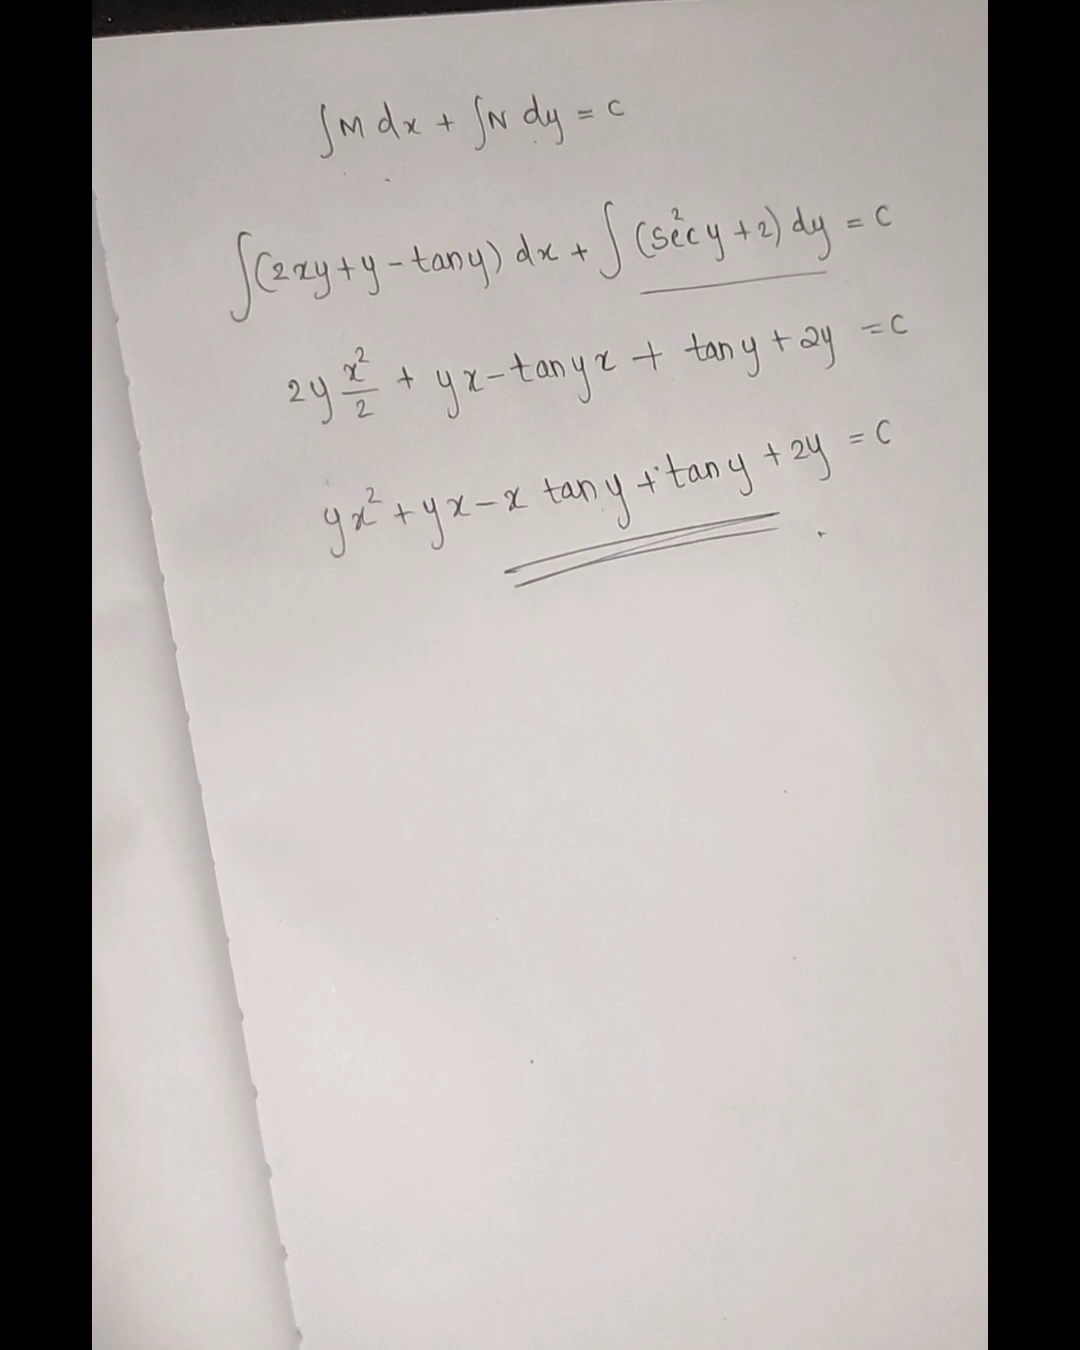 ∫M dx + ∫N dy = c
∫(2xy+y-tany) dx + ∫(sec²y+2) dy = c
2y x²/2 + yx-tanyx + tany+2y = c
yx²+yx-x tany+tany+2y = c